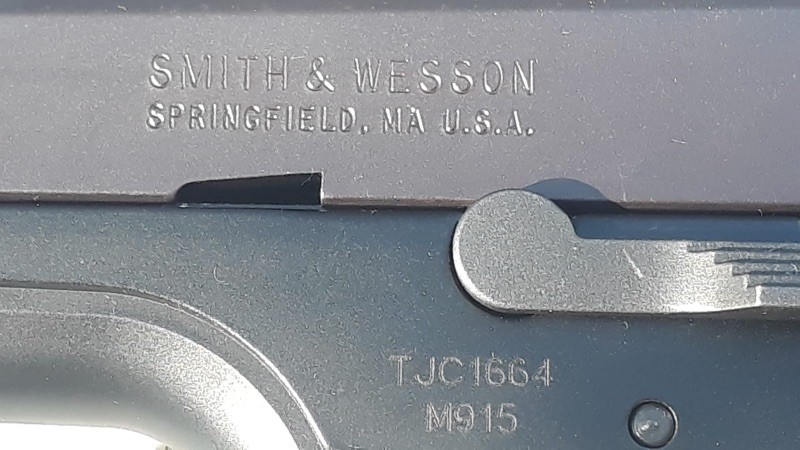 SMITH & WESSON
SPRINGFIELD, MA U.S.A.
TJC1664
M915